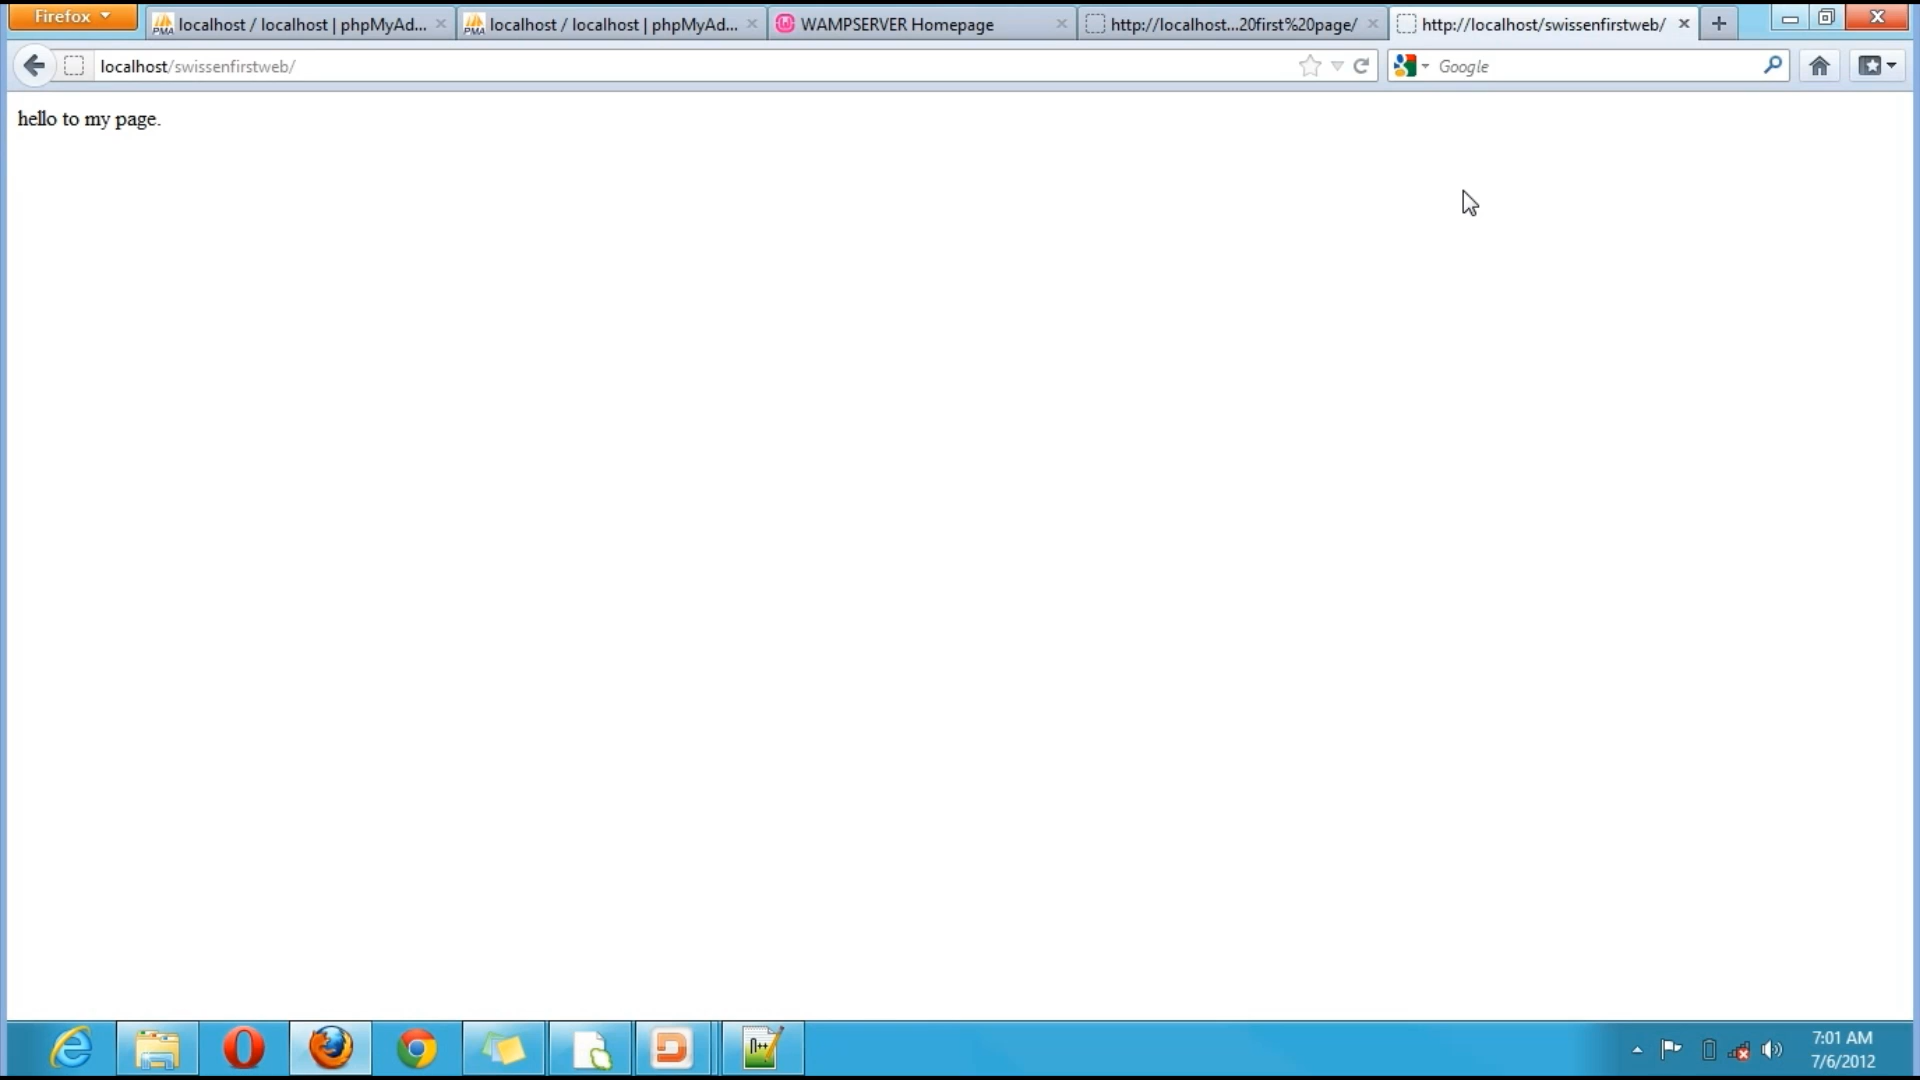 Firefox
localhost / localhost | phpMyAd...
localhost / localhost | phpMyAd...
WAMPSERVER Homepage
http://localhost...20first%20page/
http://localhost/swissenfirstweb/
localhost/swissenfirstweb/
Google
hello to my page.
7:01 AM
7/6/2012